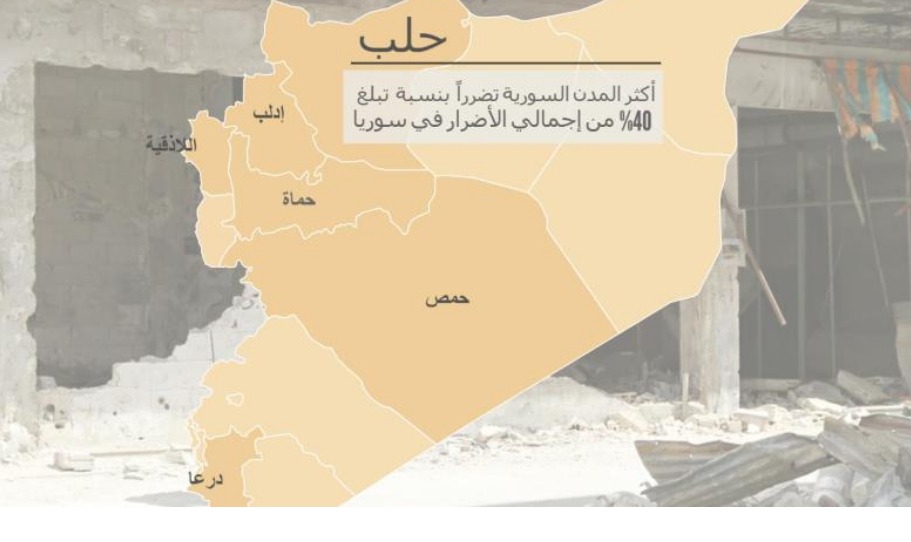 حلب
أكثر المدن السورية تضرراً بنسبة تبلغ
40% من إجمالي الأضرار في سوريا
إدلب
اللاذقية
حماة
حمص
درعا